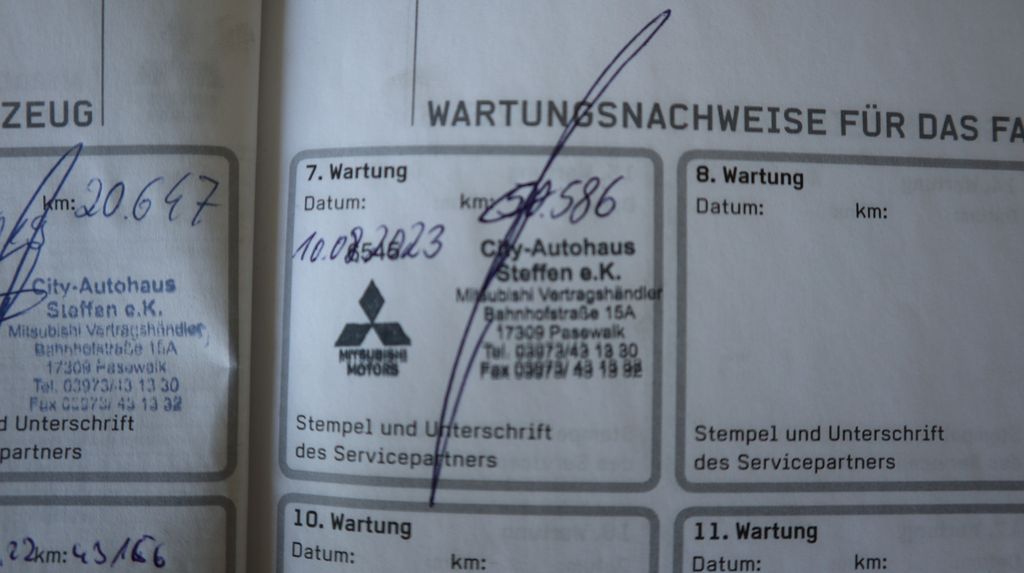 ZEUG
km: 20.647
City-Autohaus
Steffen e.K.
Mitsubishi Vertragshändler
Bahnhofstraße 15A
17309 Pasewalk
Tel. 03973/43 13 30
Fax 03973/ 43 13 32
d Unterschrift
partners
.22 km: 43166
WARTUNGSNACHWEISE FÜR DAS FA
7. Wartung
Datum: km: 586
10.08.2023
6546
MITSUBISHI
MOTORS
City-Autohaus
Steffen e.K.
Mitsubishi Vertragshändler
Bahnhofstraße 15A
17309 Pasewalk
Tel. 03973/43 13 30
Fax 03973/ 43 13 32
Stempel und Unterschrift
des Servicepartners
8. Wartung
Datum: km:
Stempel und Unterschrift
des Servicepartners
10. Wartung
Datum: km:
11. Wartung
Datum: km: